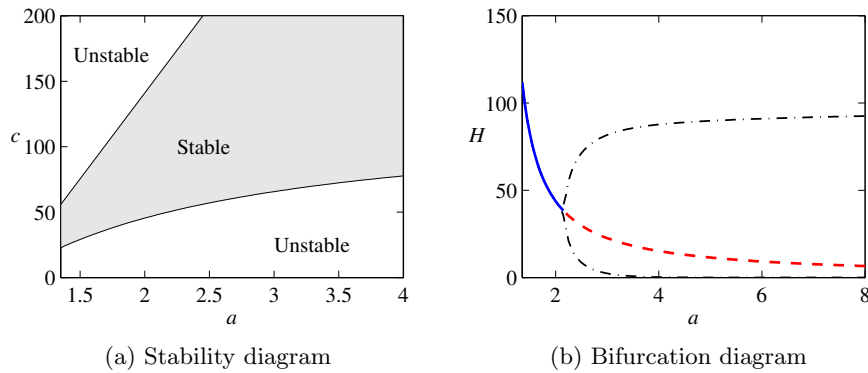 200
150
c
100
50
0
Unstable
Stable
Unstable
1.5 2 2.5 3 3.5 4
a
(a) Stability diagram
150
100
H
50
0
2 4 6 8
a
(b) Bifurcation diagram